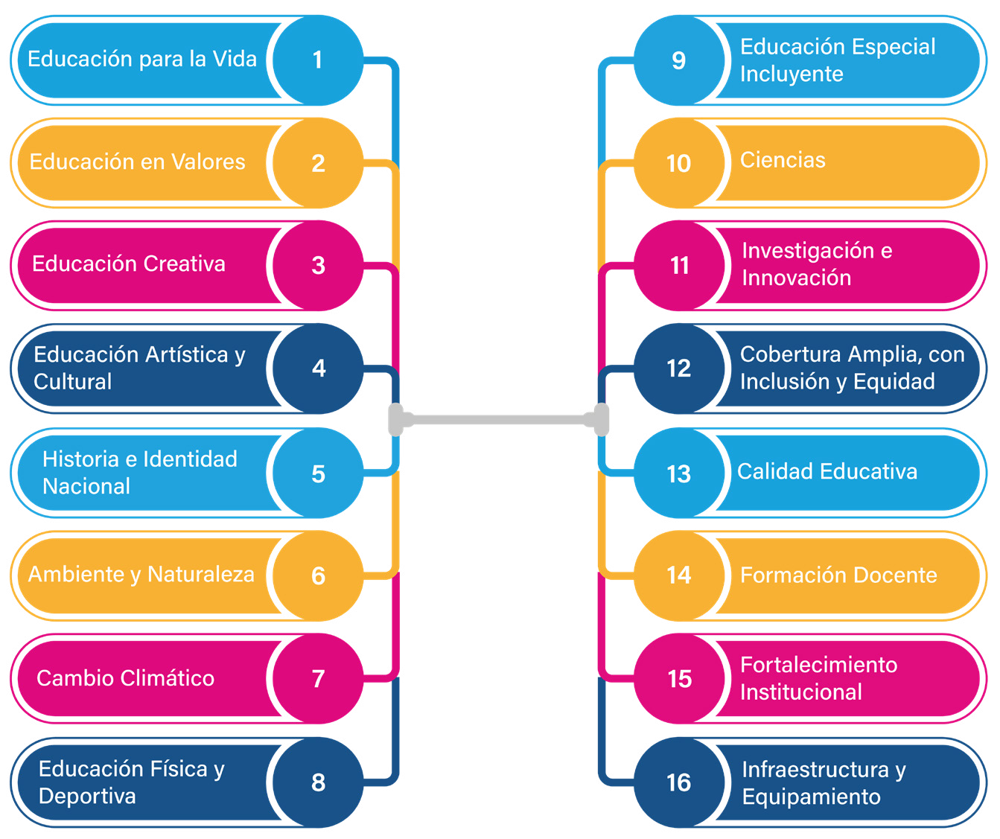 Educación para la Vida
1
Educación en Valores
2
Educación Creativa
3
Educación Artística y
Cultural
4
Historia e Identidad
Nacional
5
Ambiente y Naturaleza
6
Cambio Climático
7
Educación Física y
Deportiva
8
9
Educación Especial
Incluyente
10
Ciencias
11
Investigación e
Innovación
12
Cobertura Amplia, con
Inclusión y Equidad
13
Calidad Educativa
14
Formación Docente
15
Fortalecimiento
Institucional
16
Infraestructura y
Equipamiento